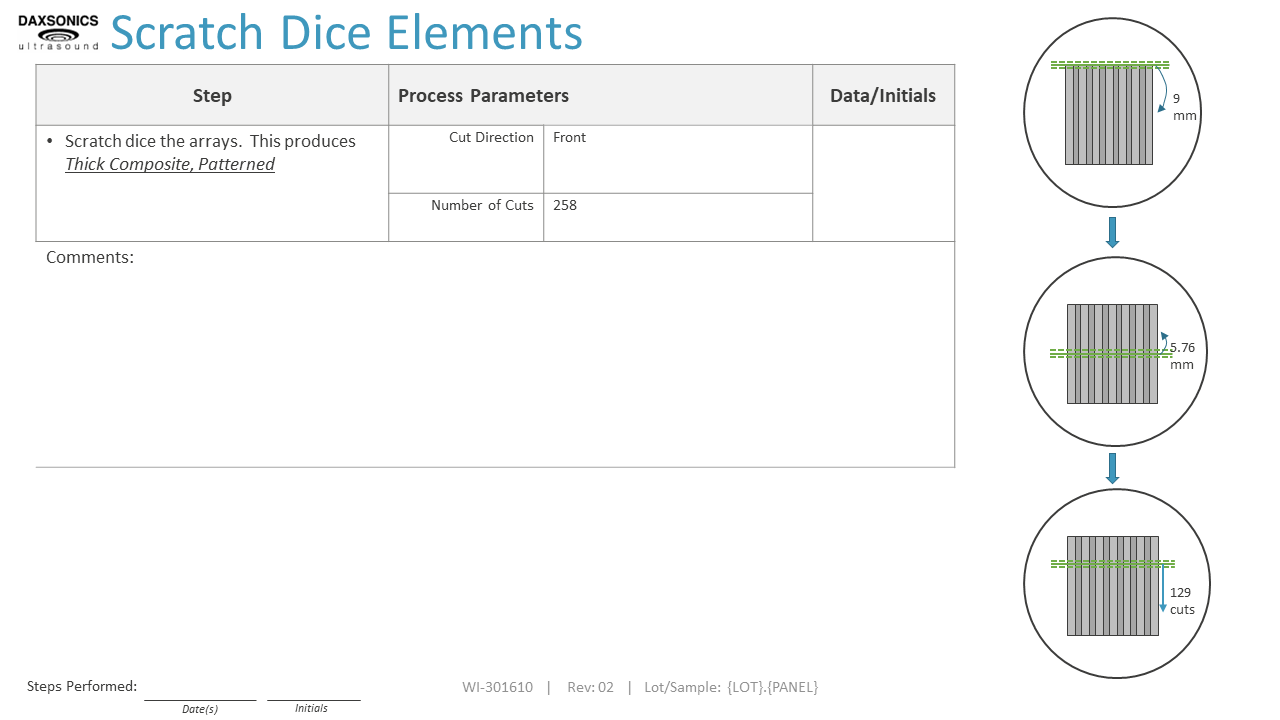 DAXSONICS
ultrasound
Scratch Dice Elements
Step
Process Parameters
Data/Initials
• Scratch dice the arrays. This produces
Thick Composite, Patterned
Cut Direction
Front
Number of Cuts
258
Comments:
9
mm
5.76
mm
129
cuts
Steps Performed:
Date(s)
Initials
WI-301610 | Rev: 02 | Lot/Sample: {LOT}.{PANEL}